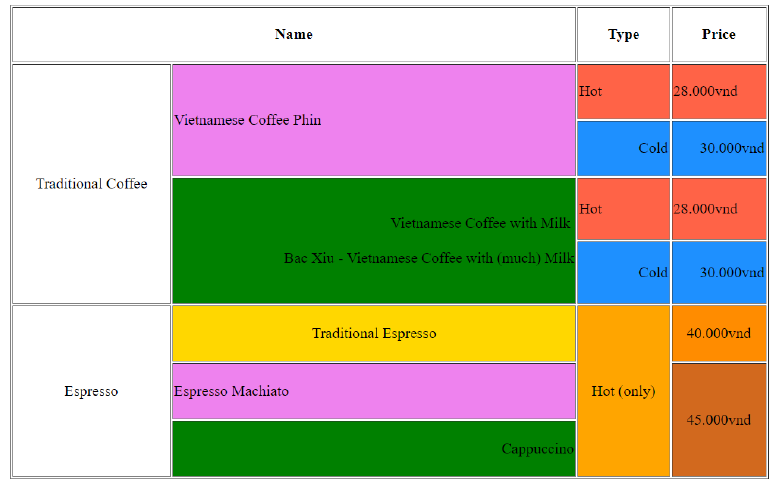 Name Type Price
Traditional Coffee
Vietnamese Coffee Phin
Hot 28.000vnd
Cold 30.000vnd
Vietnamese Coffee with Milk
Bac Xiu - Vietnamese Coffee with (much) Milk
Hot 28.000vnd
Cold 30.000vnd
Espresso
Traditional Espresso
Hot (only)
40.000vnd
Espresso Machiato
45.000vnd
Cappuccino